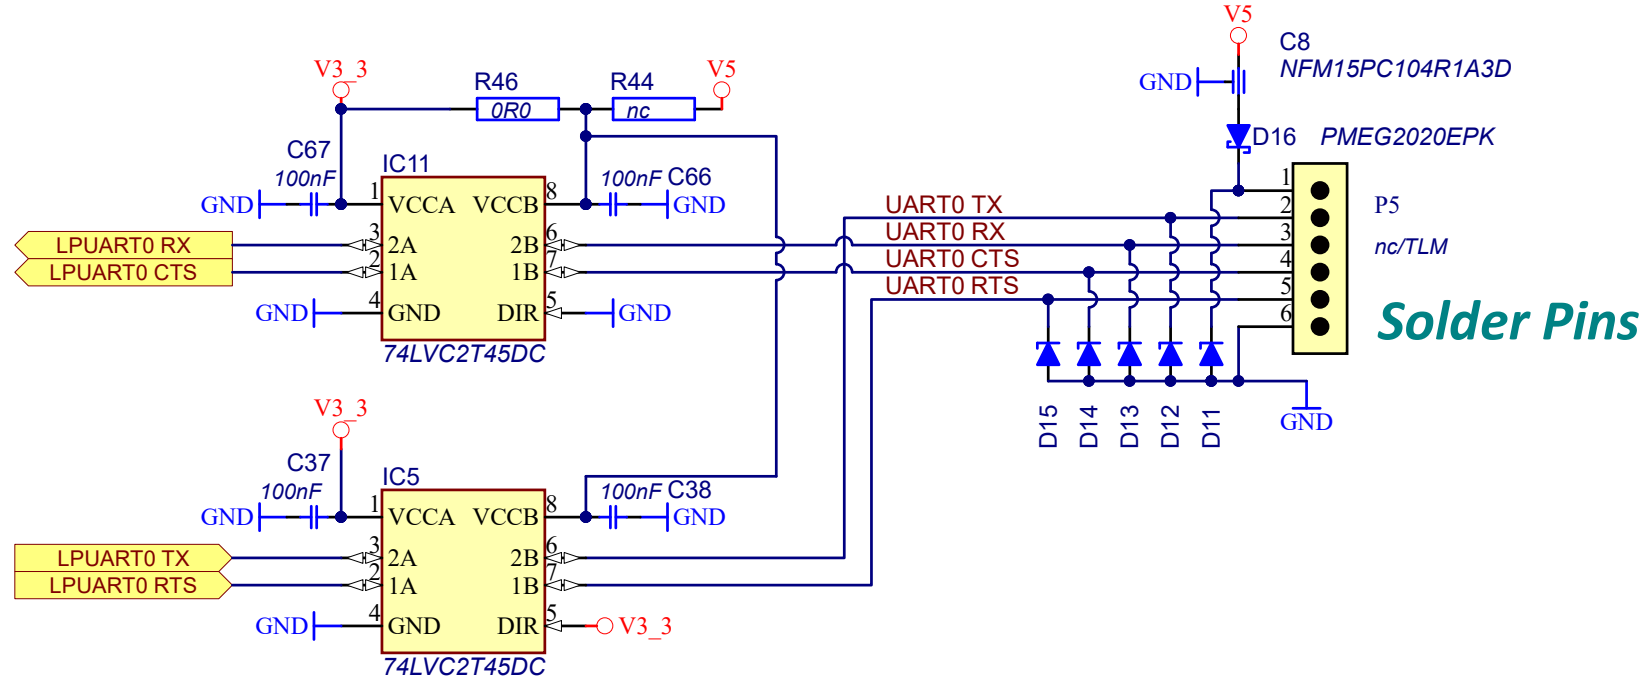 V5
C8
NFM15PC104R1A3D
GND
V3_3
R46
0R0
R44
nc
V5
D16 PMEG2020EPK
C67
100nF
IC11
100nF C66
GND
1
VCCA
VCCB
8
GND
1
2
3
4
5
6
P5
nc/TLM
Solder Pins
UART0 TX
UART0 RX
UART0 CTS
UART0 RTS
LPUART0 RX
3
2A
2B
6
LPUART0 CTS
2
1A
1B
7
GND
4
GND
DIR
5
GND
74LVC2T45DC
D15
D14
D13
D12
D11
GND
V3_3
C37
100nF
IC5
100nF C38
GND
1
VCCA
VCCB
8
GND
LPUART0 TX
3
2A
2B
6
LPUART0 RTS
2
1A
1B
7
GND
4
GND
DIR
5
V3_3
74LVC2T45DC